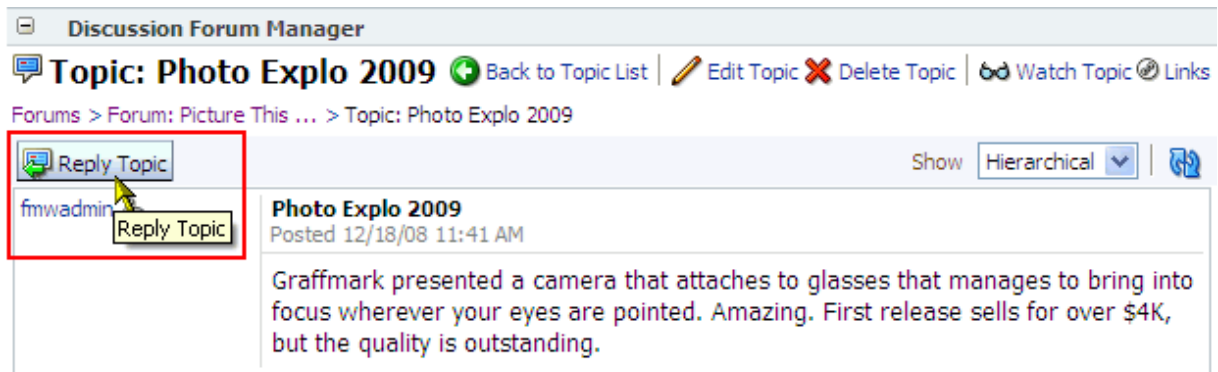 Discussion Forum Manager
Topic: Photo Explo 2009 Back to Topic List Edit Topic Delete Topic Watch Topic Links
Forums > Forum: Picture This ... > Topic: Photo Explo 2009
Reply Topic Show Hierarchical
fmwadmin Photo Explo 2009
Reply Topic Posted 12/18/08 11:41 AM
Graffmark presented a camera that attaches to glasses that manages to bring into
focus wherever your eyes are pointed. Amazing. First release sells for over $4K,
but the quality is outstanding.